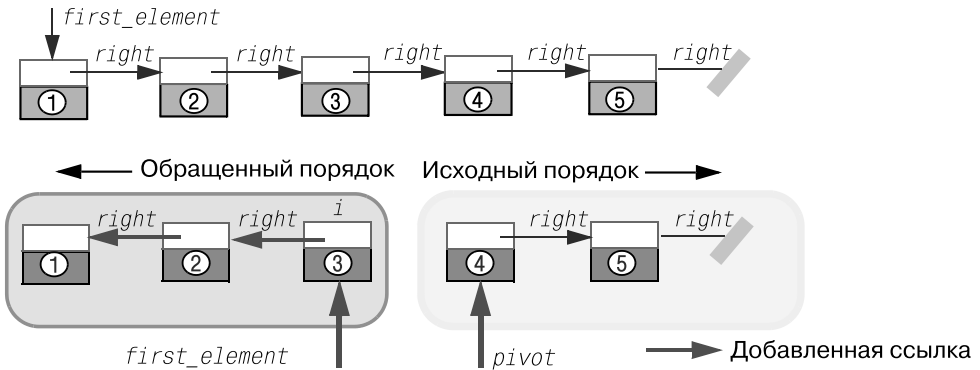 first_element
right right right right right
1 2 3 4 5
Обращенный порядок Исходный порядок
right right i right right
1 2 3 4 5
first_element pivot Добавленная ссылка